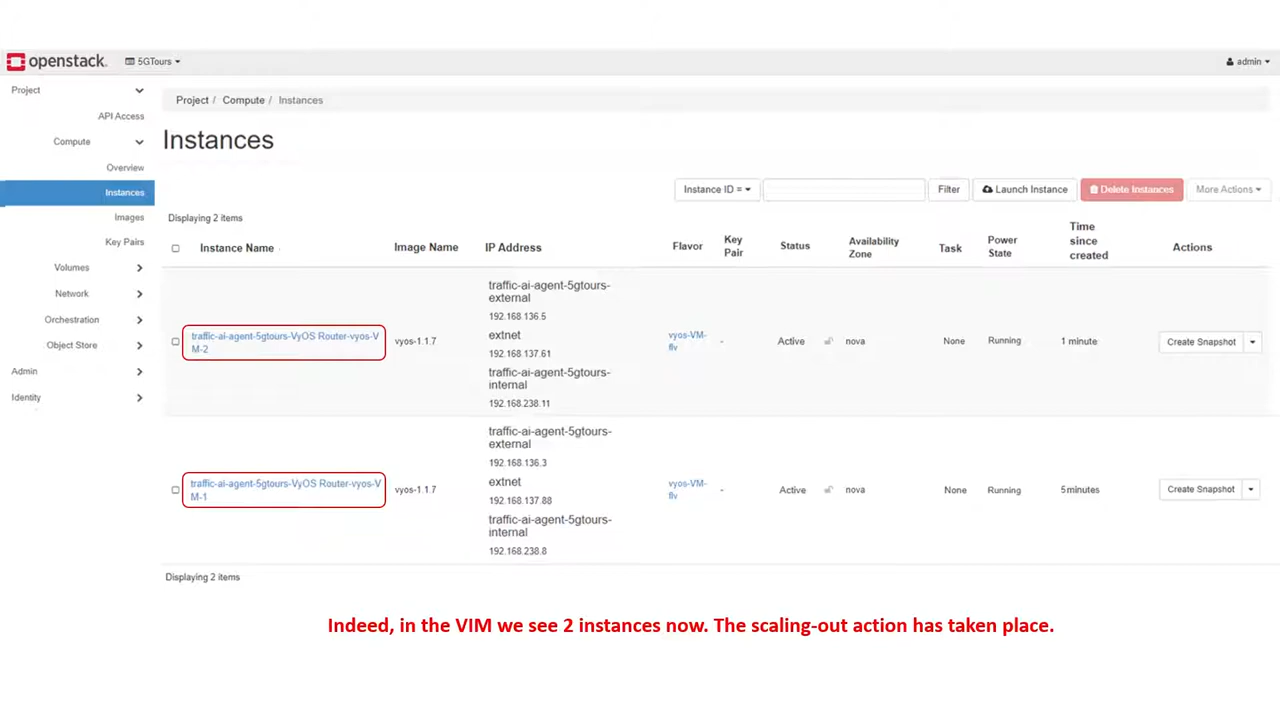 openstack. 5GTours admin
Project
API Access
Compute
Overview
Instances
Images
Key Pairs
Volumes
Network
Orchestration
Object Store
Admin
Identity
Project / Compute / Instances
Instances
Instance ID = Filter Launch Instance Delete Instances More Actions
Displaying 2 items
Instance Name Image Name IP Address Flavor Key Pair Status Availability Zone Task Power State Time since created Actions
traffic-ai-agent-5gtours-
external
192.168.136.5
extnet
192.168.137.61
traffic-ai-agent-5gtours-
internal
192.168.238.11
traffic-ai-agent-5gtours-VyOS Router-vyos-V
M-2
vyos-1.1.7
vyos-VM-
flv
- Active nova None Running 1 minute Create Snapshot
traffic-ai-agent-5gtours-
external
192.168.136.3
extnet
192.168.137.88
traffic-ai-agent-5gtours-
internal
192.168.238.8
traffic-ai-agent-5gtours-VyOS Router-vyos-V
M-1
vyos-1.1.7
vyos-VM-
flv
- Active nova None Running 5 minutes Create Snapshot
Displaying 2 items
Indeed, in the VIM we see 2 instances now. The scaling-out action has taken place.